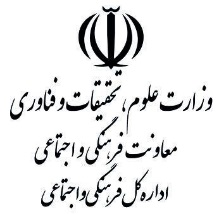 وزارت علوم، تحقیقات و فناوری
معاونت فرهنگی و اجتماعی
اداره کل فرهنگی و اجتماعی